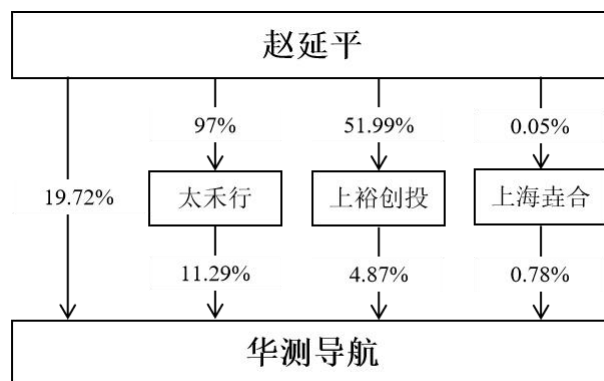 赵延平
97%
51.99%
0.05%
19.72%
太禾行
上裕创投
上海垚合
11.29%
4.87%
0.78%
华测导航